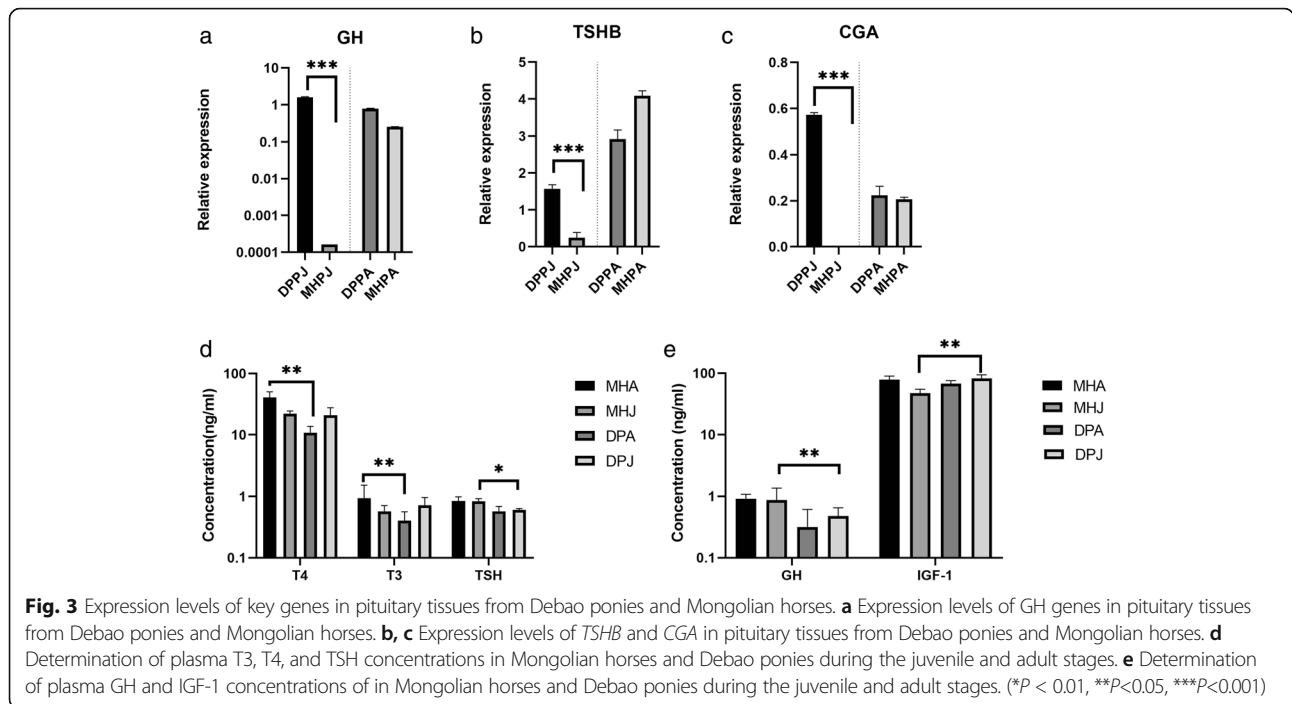 a
GH
Relative expression
10
1
0.1
0.01
0.001
0.0001
***
DPPJ
MHPJ
DPPA
MHPA
b
TSHB
Relative expression
5
4
3
2
1
0
***
DPPJ
MHPJ
DPPA
MHPA
c
CGA
Relative expression
0.8
0.6
0.4
0.2
0.0
***
DPPJ
MHPJ
DPPA
MHPA
d
Concentration(ng/ml)
100
10
1
0.1
**
**
*
T4 T3 TSH
MHA
MHJ
DPA
DPJ
e
Concentration (ng/ml)
100
10
1
0.1
**
**
GH IGF-1
MHA
MHJ
DPA
DPJ
Fig. 3 Expression levels of key genes in pituitary tissues from Debao ponies and Mongolian horses. a Expression levels of GH genes in pituitary tissues
from Debao ponies and Mongolian horses. b, c Expression levels of TSHB and CGA in pituitary tissues from Debao ponies and Mongolian horses. d
Determination of plasma T3, T4, and TSH concentrations in Mongolian horses and Debao ponies during the juvenile and adult stages. e Determination
of plasma GH and IGF-1 concentrations of in Mongolian horses and Debao ponies during the juvenile and adult stages. (*P < 0.01, **P<0.05, ***P<0.001)